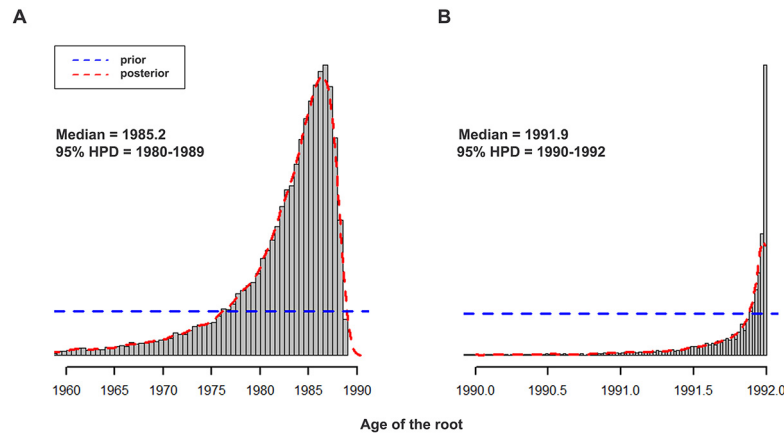 A
B
prior
posterior
Median = 1985.2
95% HPD = 1980-1989
Median = 1991.9
95% HPD = 1990-1992
1960 1965 1970 1975 1980 1985 1990
1990.0 1990.5 1991.0 1991.5 1992.0
Age of the root